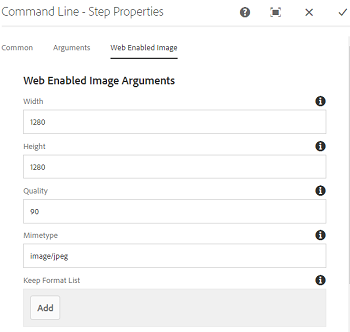 Command Line - Step Properties
Common Arguments Web Enabled Image
Web Enabled Image Arguments
Width
1280
Height
1280
Quality
90
Mimetype
image/jpeg
Keep Format List
Add